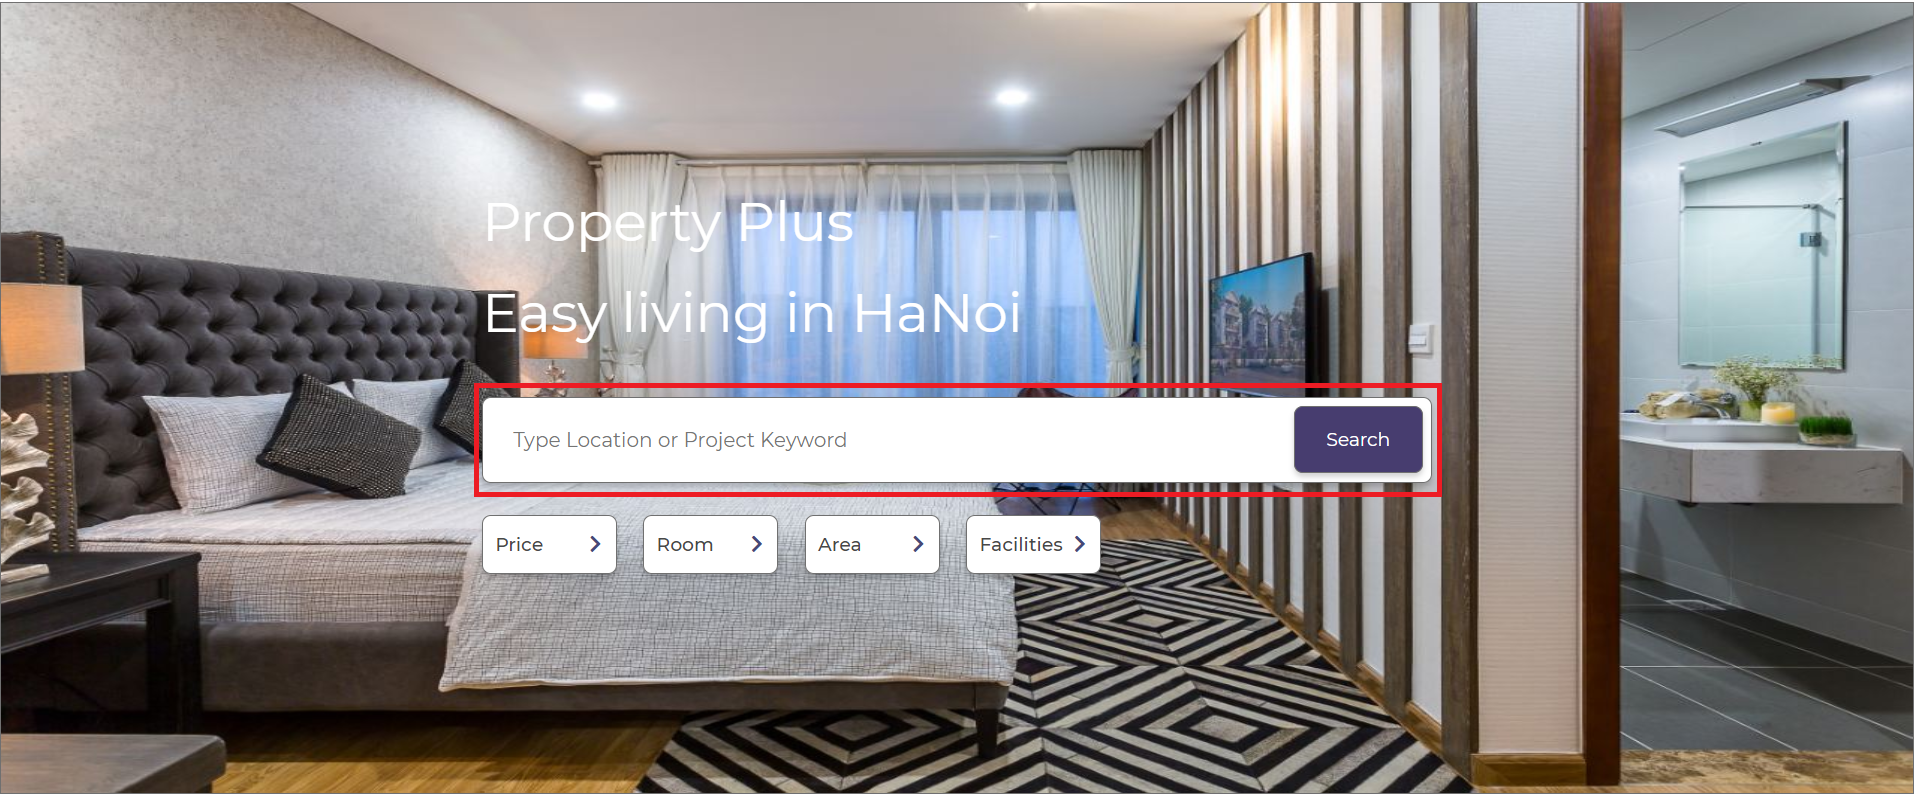 Property Plus
Easy living in HaNoi
Type Location or Project Keyword
Search
Price
Room
Area
Facilities